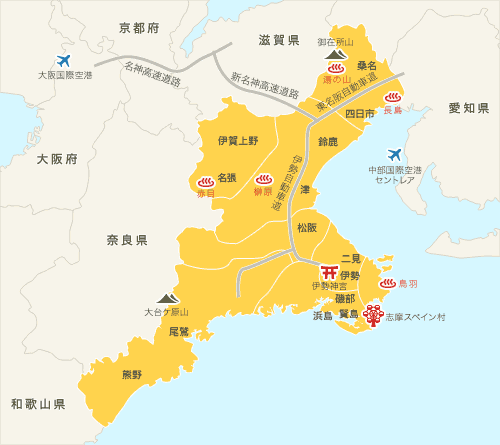 京都府
滋賀県
御在所山
桑名
大阪国際空港
名神高速道路
新名神高速道路
湯の山
東名阪自動車道
長島
四日市
愛知県
伊賀上野
鈴鹿
大阪府
伊勢自動車道
中部国際空港
セントレア
名張
赤目
榊原
津
松阪
奈良県
二見
伊勢
伊勢神宮
鳥羽
磯部
大台ケ原山
浜島
賢島
志摩スペイン村
尾鷲
熊野
和歌山県